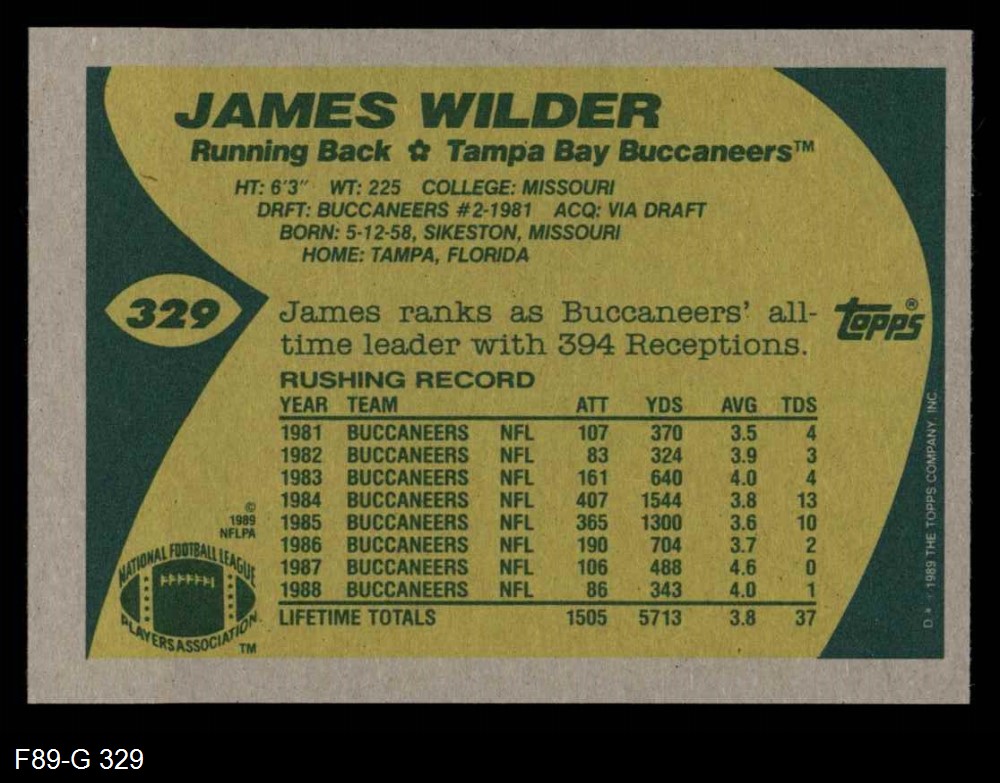 JAMES WILDER
Running Back ✿ Tampa Bay Buccaneers™
HT: 6'3" WT: 225 COLLEGE: MISSOURI
DRFT: BUCCANEERS #2-1981 ACQ: VIA DRAFT
BORN: 5-12-58, SIKESTON, MISSOURI
HOME: TAMPA, FLORIDA
329
James ranks as Buccaneers' all-
time leader with 394 Receptions.
topps®
RUSHING RECORD
YEAR TEAM ATT YDS AVG TDS
1981 BUCCANEERS NFL 107 370 3.5 4
1982 BUCCANEERS NFL 83 324 3.9 3
1983 BUCCANEERS NFL 161 640 4.0 4
1984 BUCCANEERS NFL 407 1544 3.8 13
1985 BUCCANEERS NFL 365 1300 3.6 10
1986 BUCCANEERS NFL 190 704 3.7 2
1987 BUCCANEERS NFL 106 488 4.6 0
1988 BUCCANEERS NFL 86 343 4.0 1
LIFETIME TOTALS 1505 5713 3.8 37
©
1989
NFLPA
NATIONAL FOOTBALL LEAGUE
PLAYERS ASSOCIATION
TM
D.* 1989 THE TOPPS COMPANY, INC.
F89-G 329